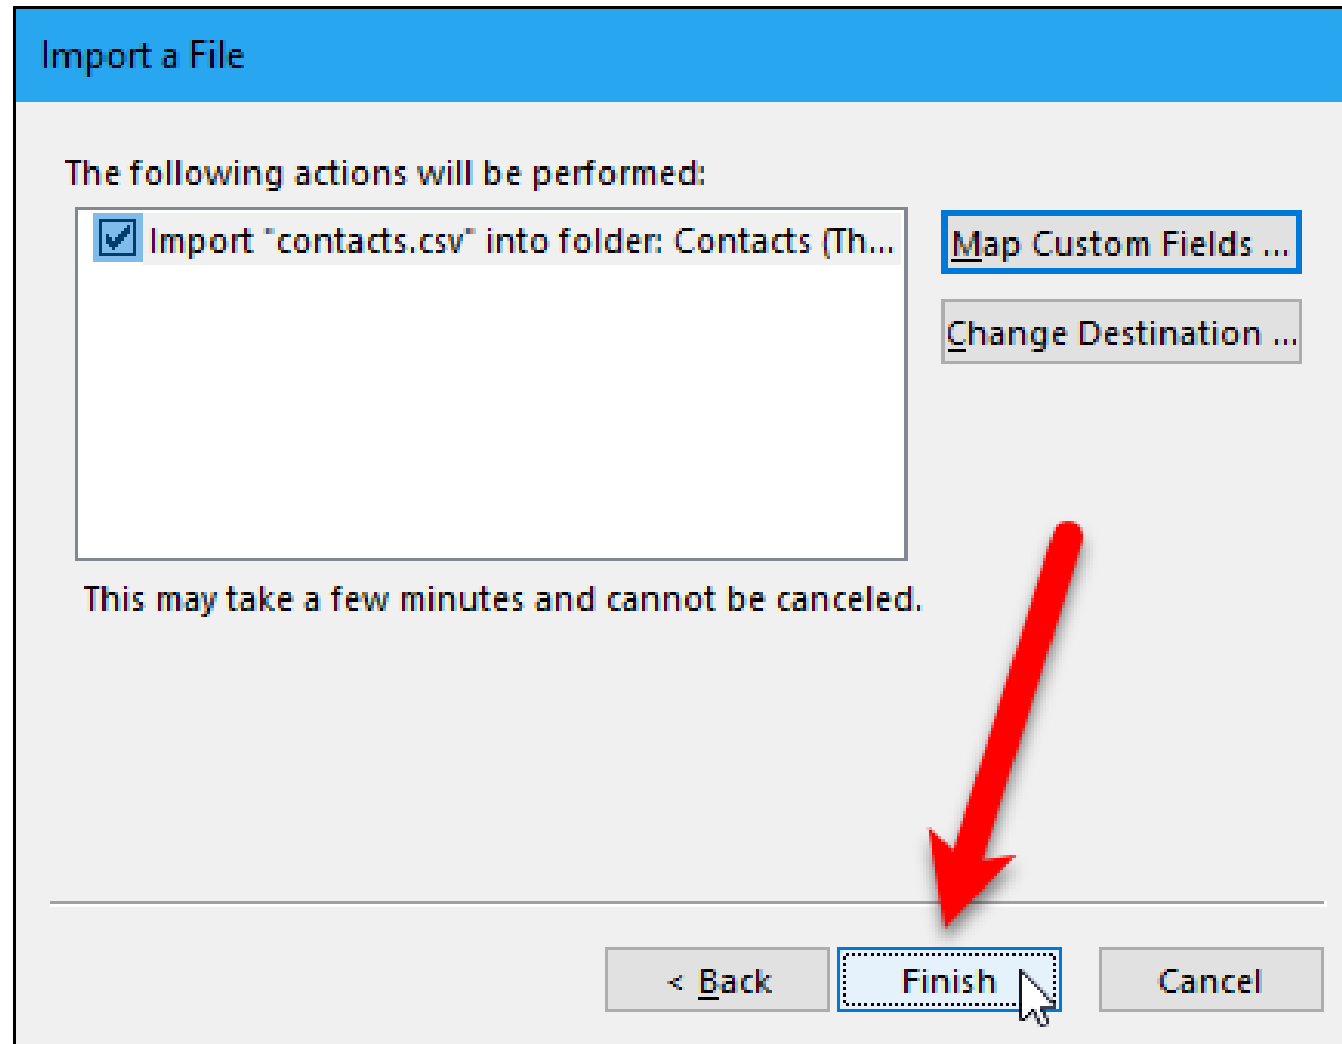 Import a File
The following actions will be performed:
Import "contacts.csv" into folder: Contacts (Th...
Map Custom Fields ...
Change Destination ...
This may take a few minutes and cannot be canceled.
< Back
Finish
Cancel